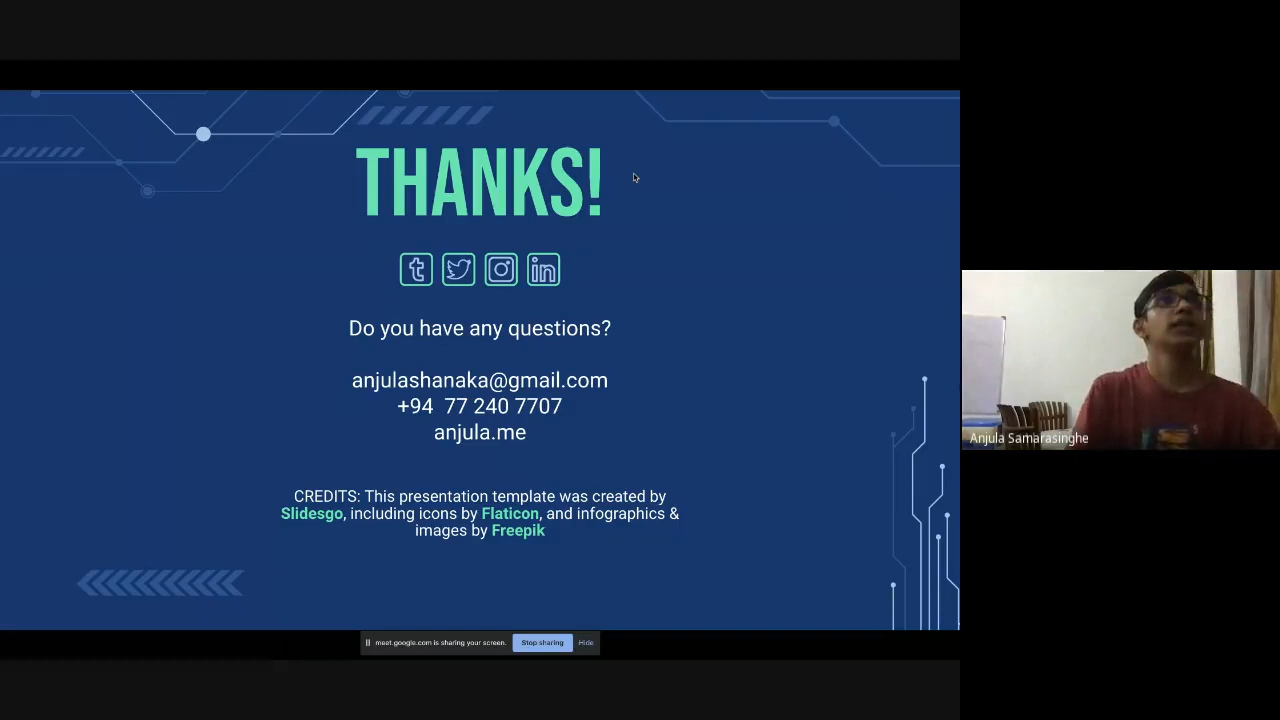 THANKS!
Do you have any questions?
anjulashanaka@gmail.com
+94  77 240 7707
anjula.me
CREDITS: This presentation template was created by
Slidesgo, including icons by Flaticon, and infographics &
images by Freepik
meet.google.com is sharing your screen.
Stop sharing
Hide
Anjula Samarasinghe